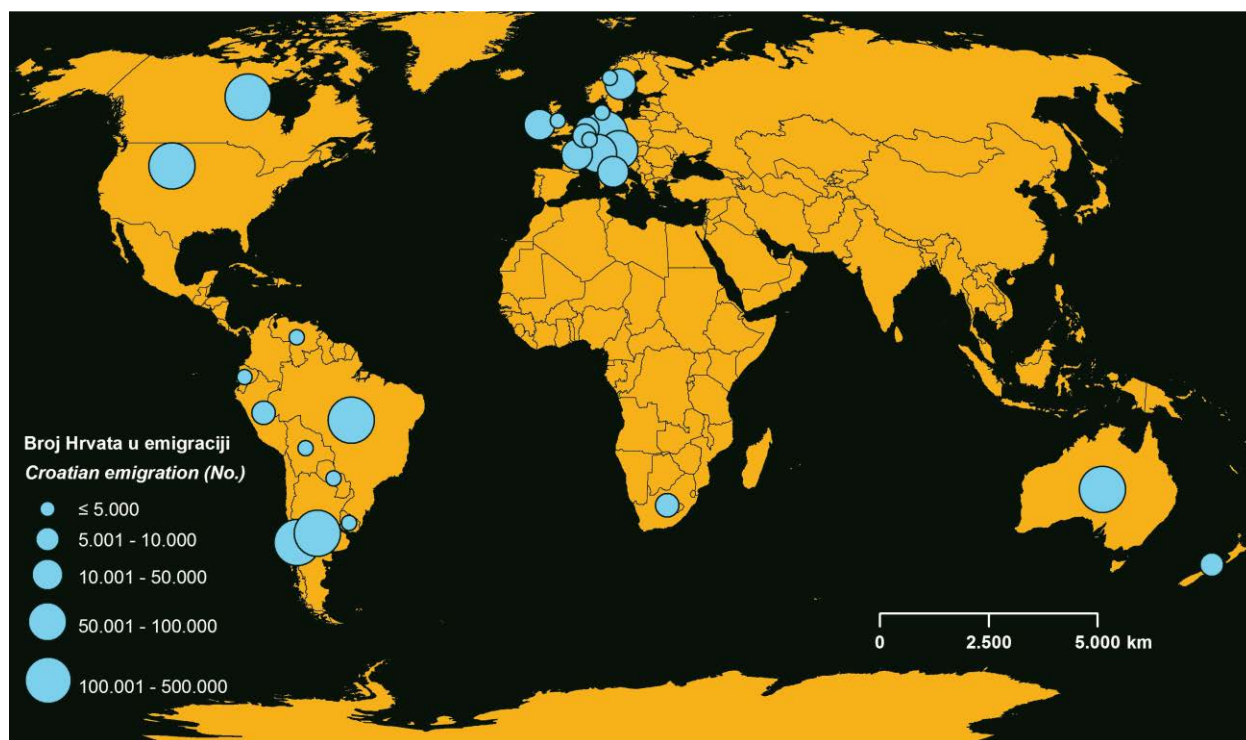 Broj Hrvata u emigraciji
Croatian emigration (No.)
≤ 5.000
5.001 - 10.000
10.001 - 50.000
50.001 - 100.000
100.001 - 500.000
0 2.500 5.000 km